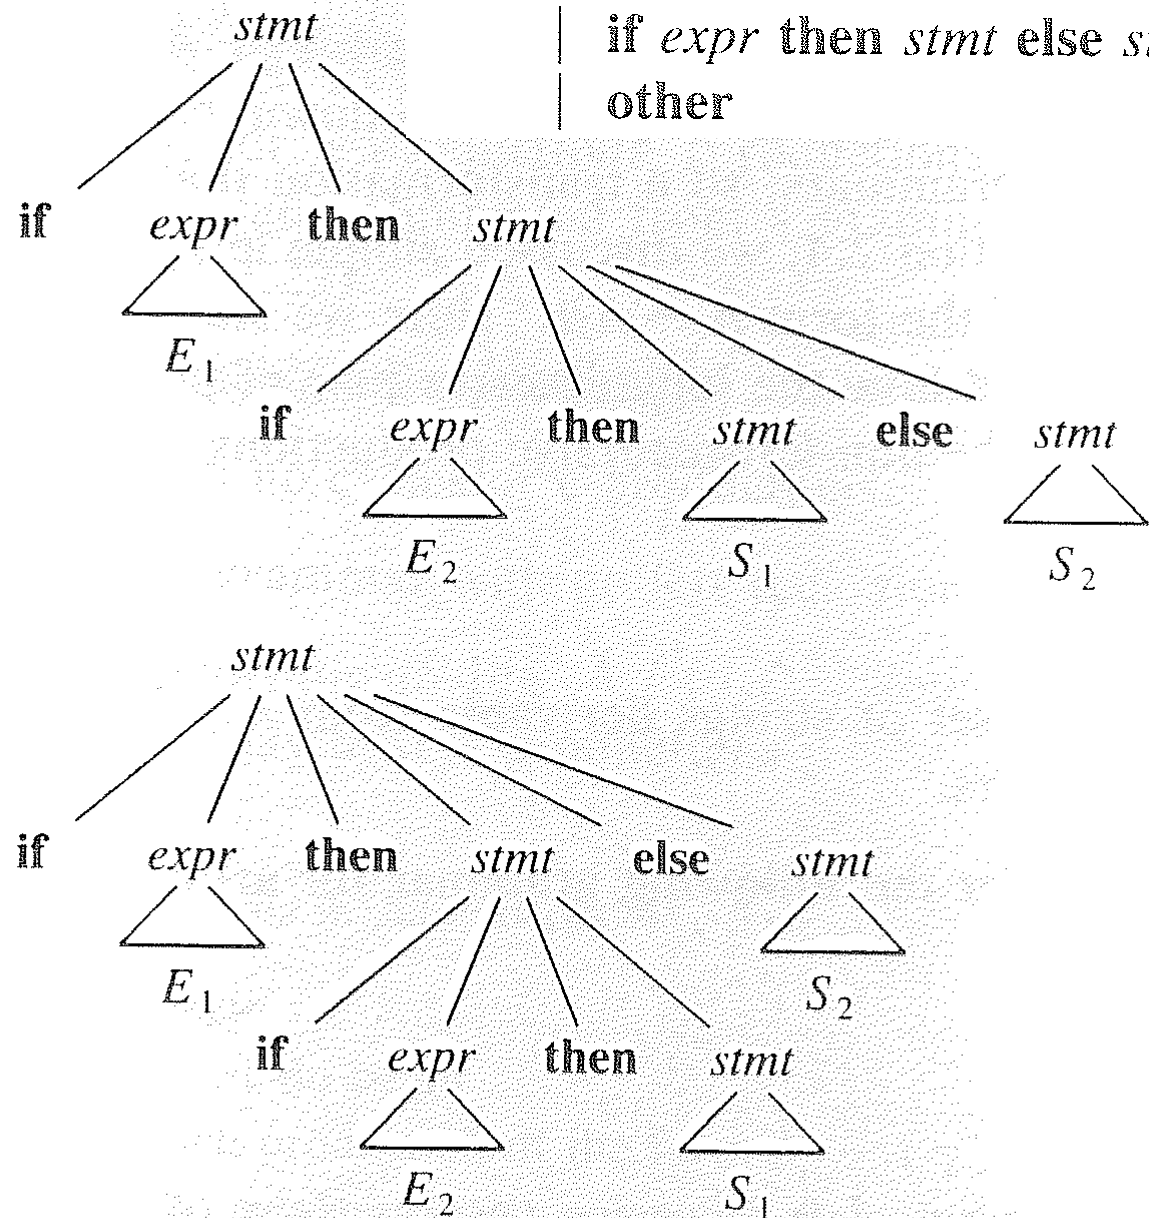 stmt
| if expr then stmt else
| other
if expr then stmt
E1
if expr then stmt else stmt
E2 S1 S2
stmt
if expr then stmt else stmt
E1 S2
if expr then stmt
E2 S1